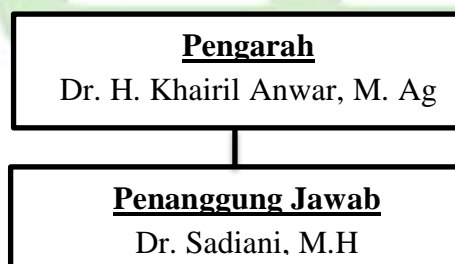 Pengarah
Dr. H. Khairil Anwar, M. Ag
Penanggung Jawab
Dr. Sadiani, M.H